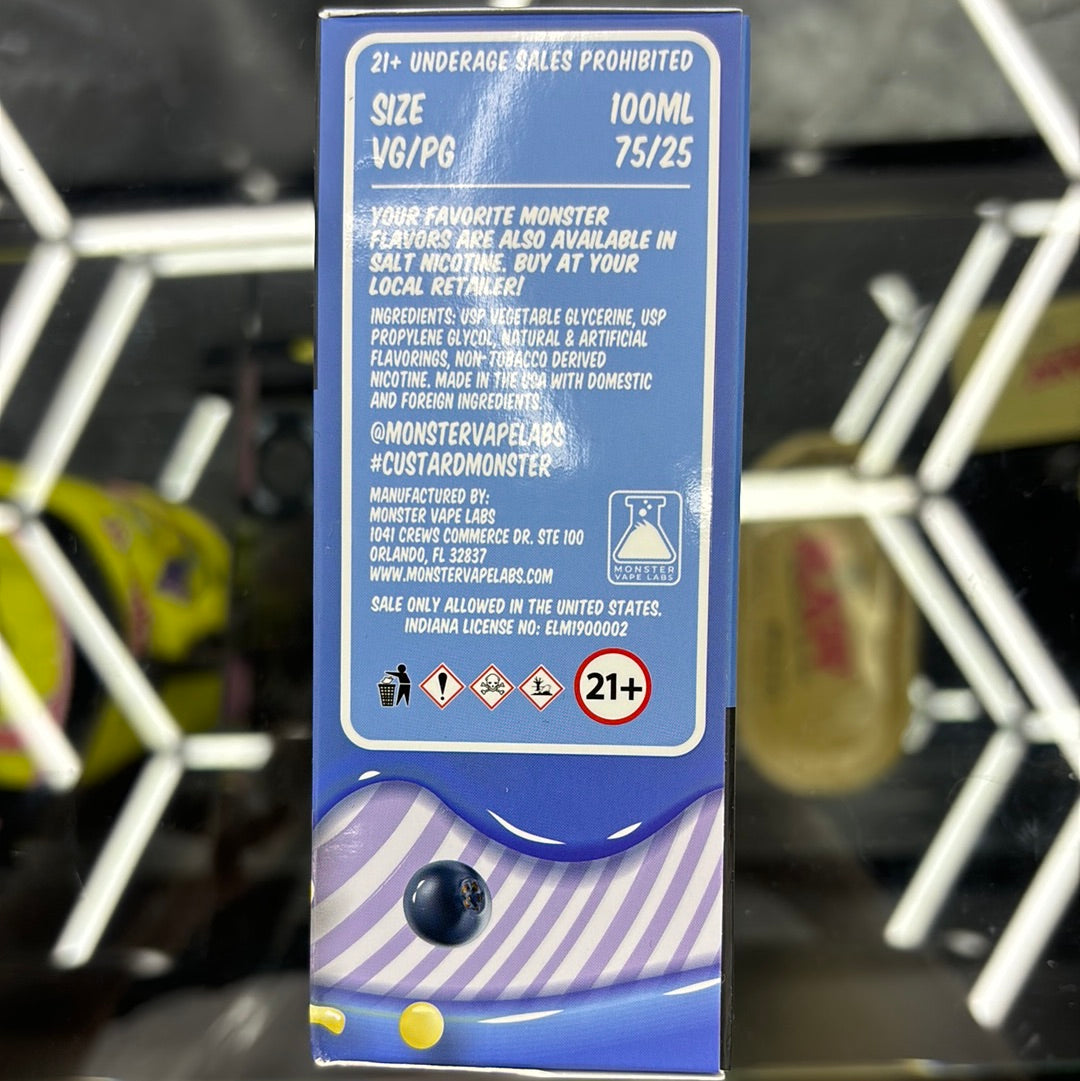 21+ UNDERAGE SALES PROHIBITED
SIZE 100ML
VG/PG 75/25
YOUR FAVORITE MONSTER
FLAVORS ARE ALSO AVAILABLE IN
SALT NICOTINE. BUY AT YOUR
LOCAL RETAILER!
INGREDIENTS: USP VEGETABLE GLYCERINE, USP
PROPYLENE GLYCOL, NATURAL & ARTIFICIAL
FLAVORINGS, NON-TOBACCO DERIVED
NICOTINE. MADE IN THE USA WITH DOMESTIC
AND FOREIGN INGREDIENTS.
@MONSTERVAPELABS
#CUSTARDMONSTER
MANUFACTURED BY:
MONSTER VAPE LABS
1041 CREWS COMMERCE DR. STE 100
ORLANDO, FL 32837
WWW.MONSTERVAPELABS.COM
MONSTER
VAPE LABS
SALE ONLY ALLOWED IN THE UNITED STATES.
INDIANA LICENSE NO: ELM1900002
21+
RAW